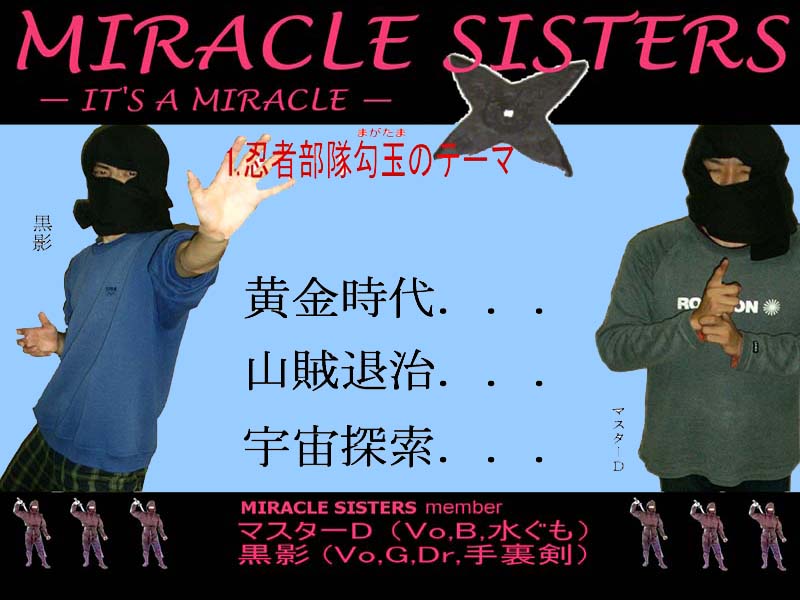 MIRACLE SISTERS
— IT'S A MIRACLE —
まがたま
1.忍者部隊勾玉のテーマ
黒影
黄金時代．．．
山賊退治．．．
宇宙探索．．．
マスターD
MIRACLE SISTERS member
マスターD（Vo,B,水ぐも）
黒影（Vo,G,Dr,手裏剣）